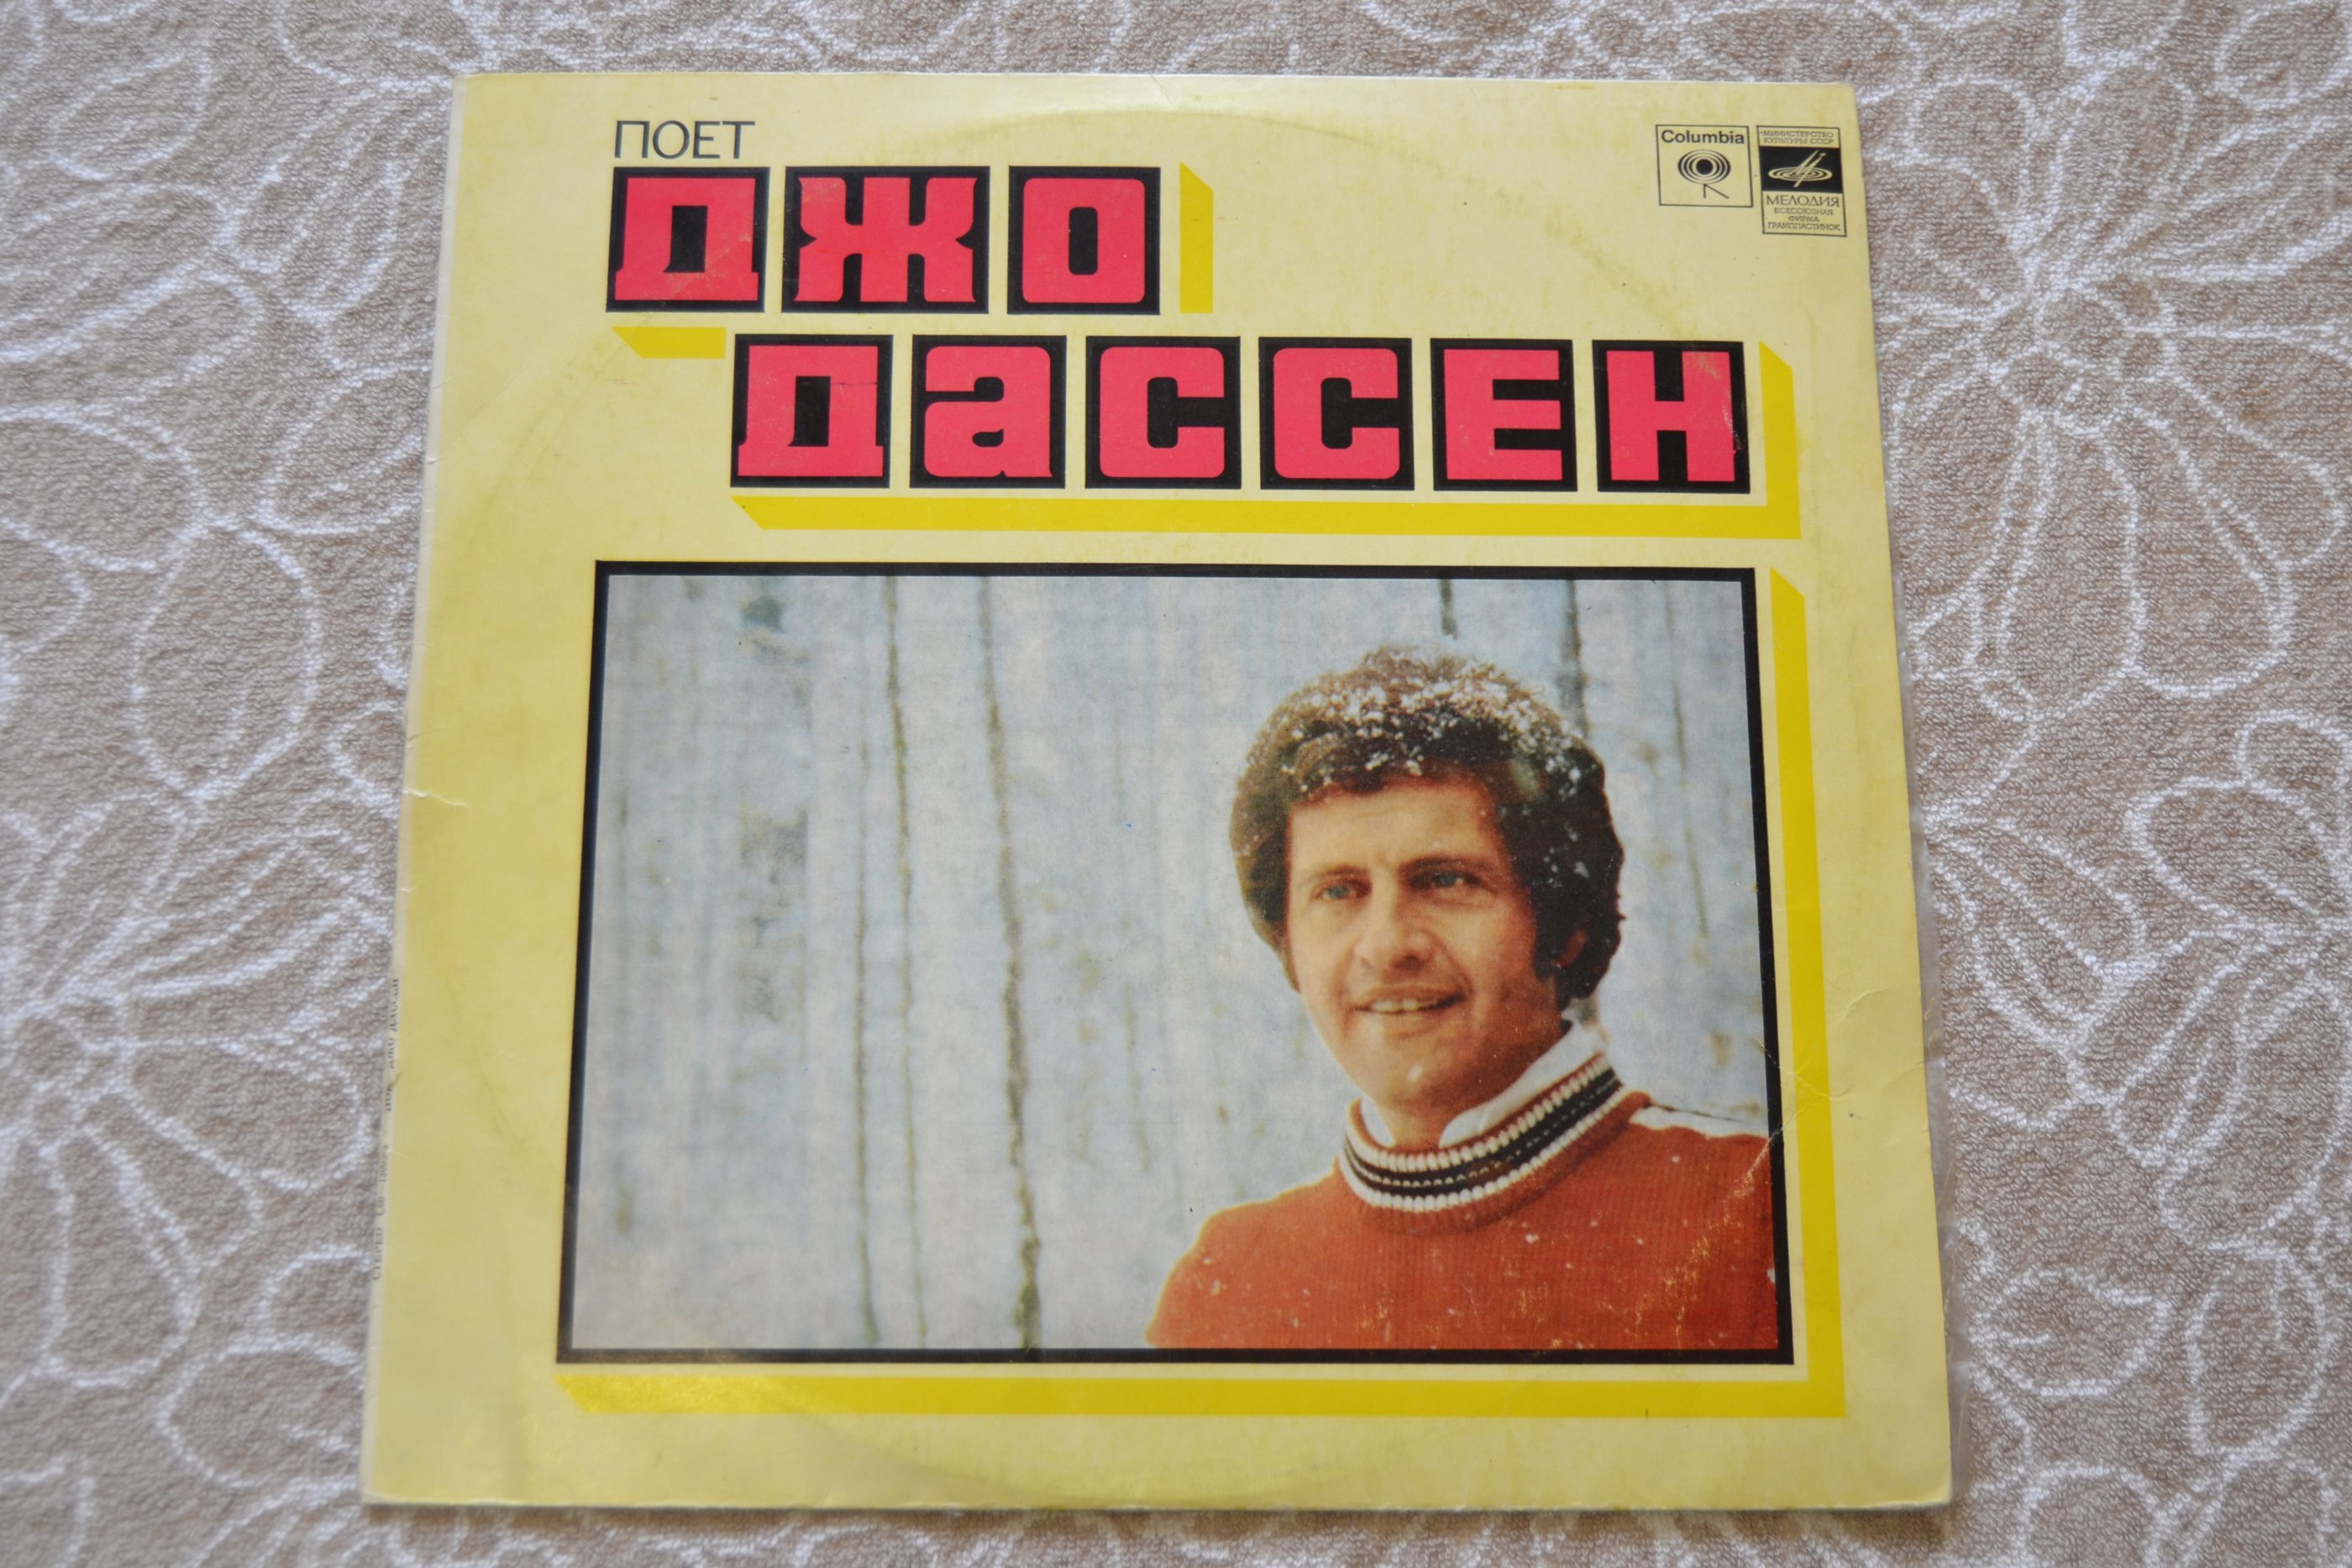 ПОЕТ
ДЖО
ДАССЕН
Columbia
МИНИСТЕРСТВО
КУЛЬТУРЫ СССР
МЕЛОДИЯ
ВСЕСОЮЗНАЯ
ФИРМА
ГРАМПЛАСТИНОК